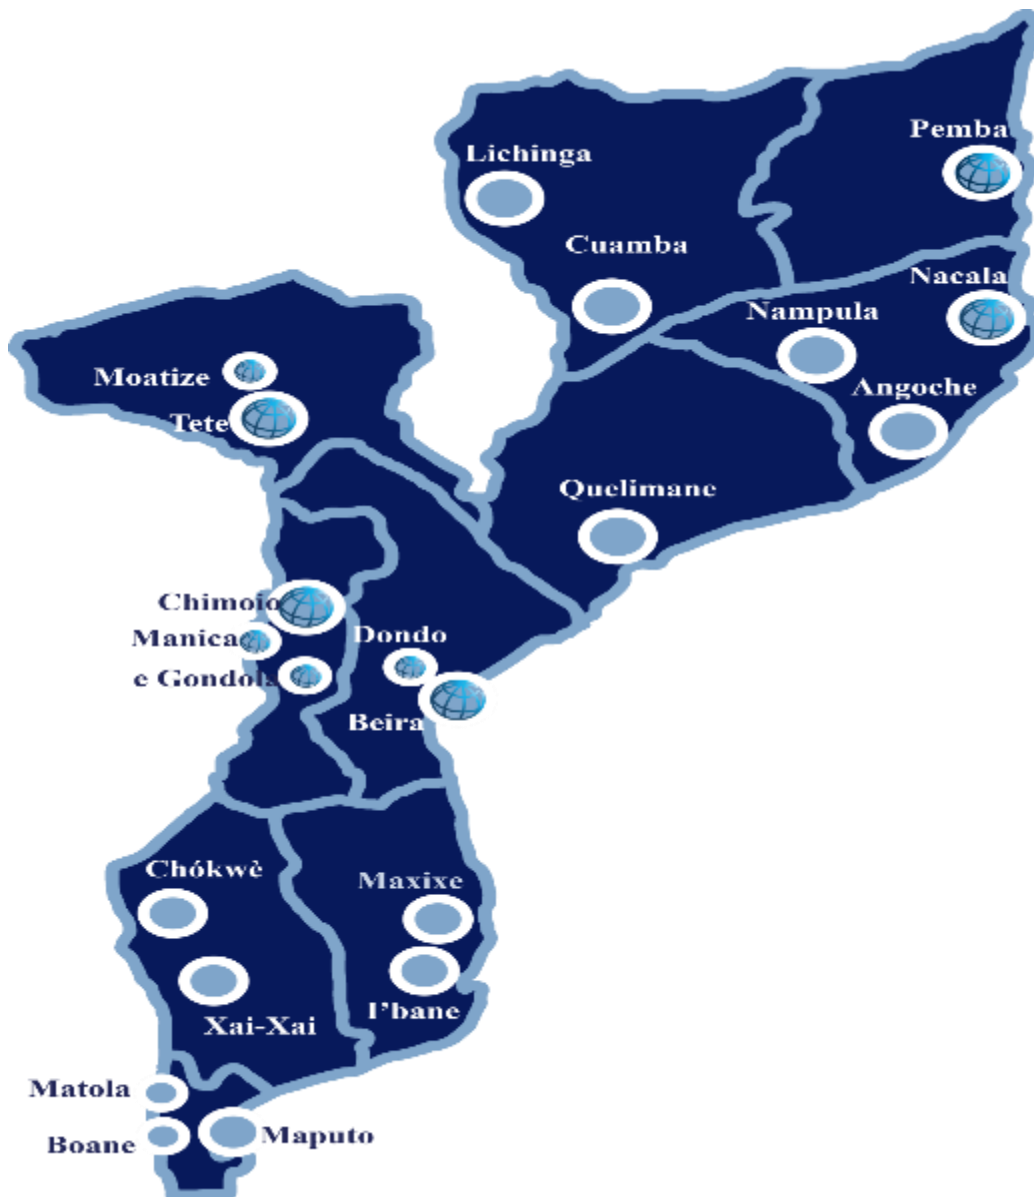 Pemba
Lichinga
Cuamba
Nacala
Nampula
Moatize
Angoche
Tete
Quelimane
Chimoio
Manica
Dondo
e Gondola
Beira
Chókwè
Maxixe
I'bane
Xai-Xai
Matola
Maputo
Boane